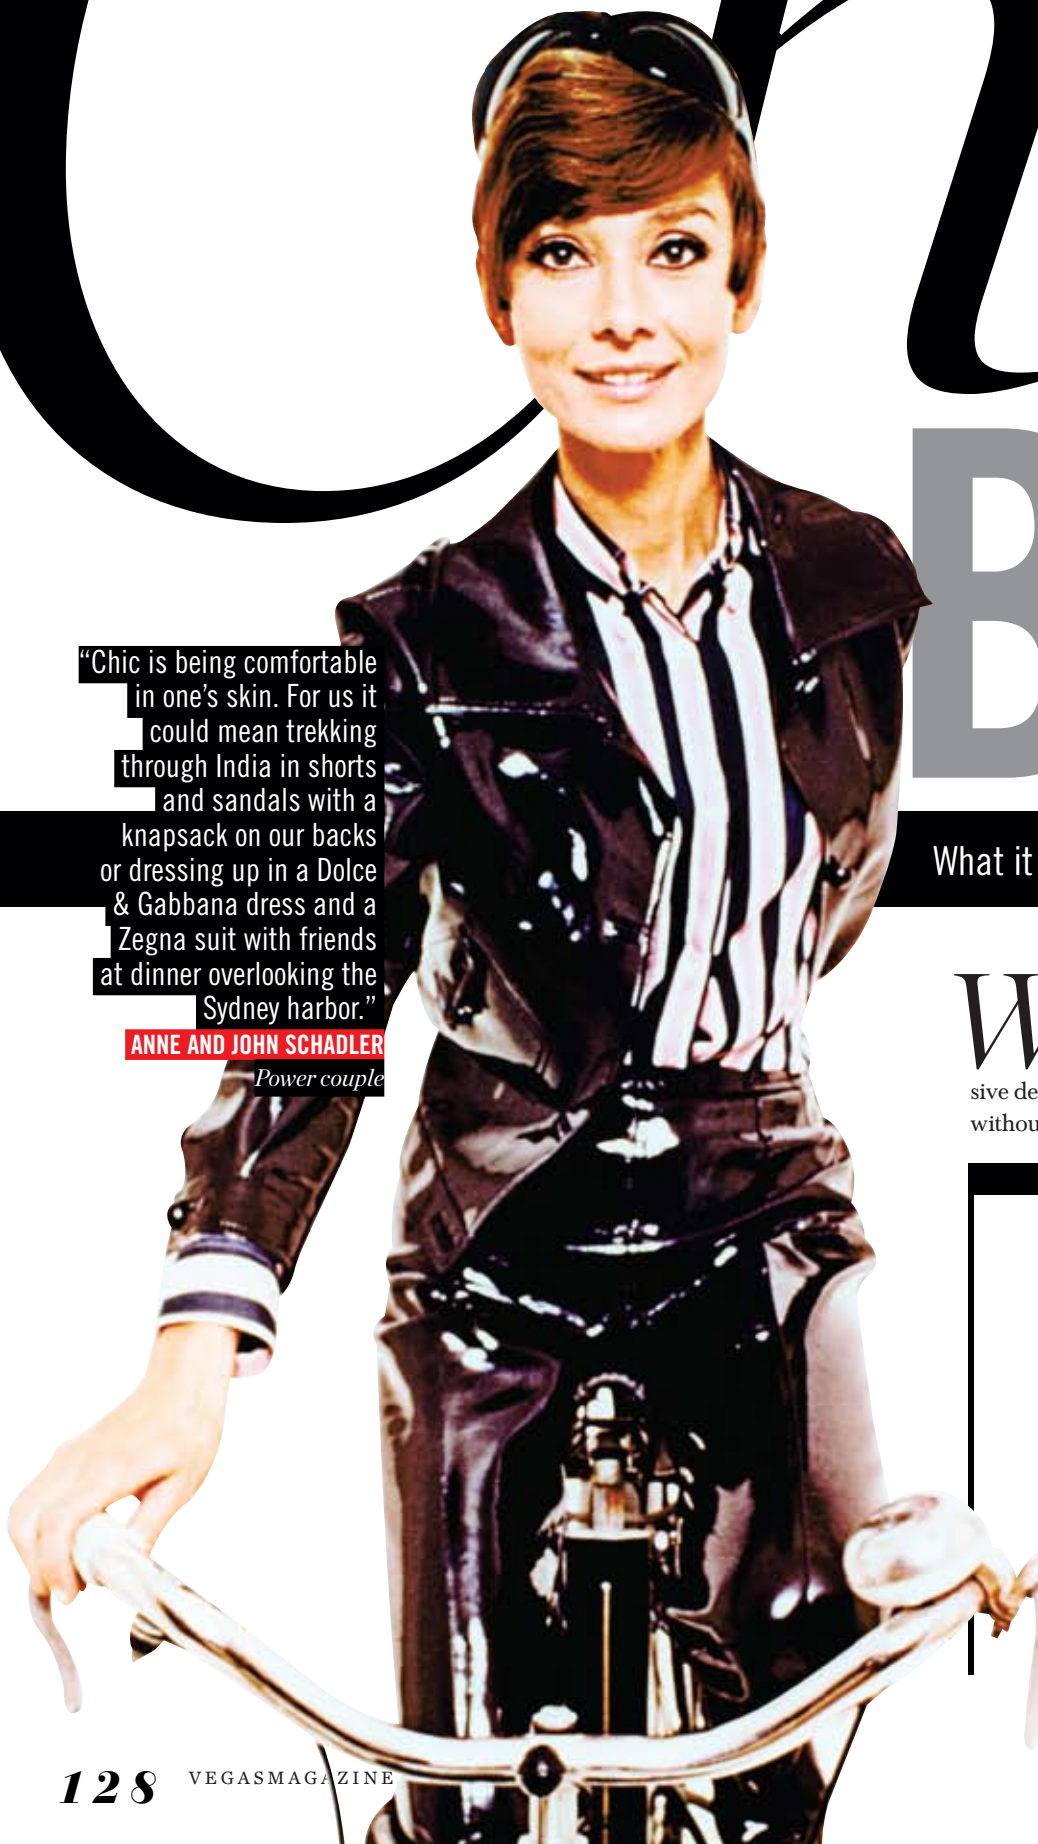 Ch
B
“Chic is being comfortable
in one’s skin. For us it
could mean trekking
through India in shorts
and sandals with a
knapsack on our backs
or dressing up in a Dolce
& Gabbana dress and a
Zegna suit with friends
at dinner overlooking the
Sydney harbor.”
ANNE AND JOHN SCHADLER
Power couple
What it
W
sive de
withou
128 VEGASMAGAZINE